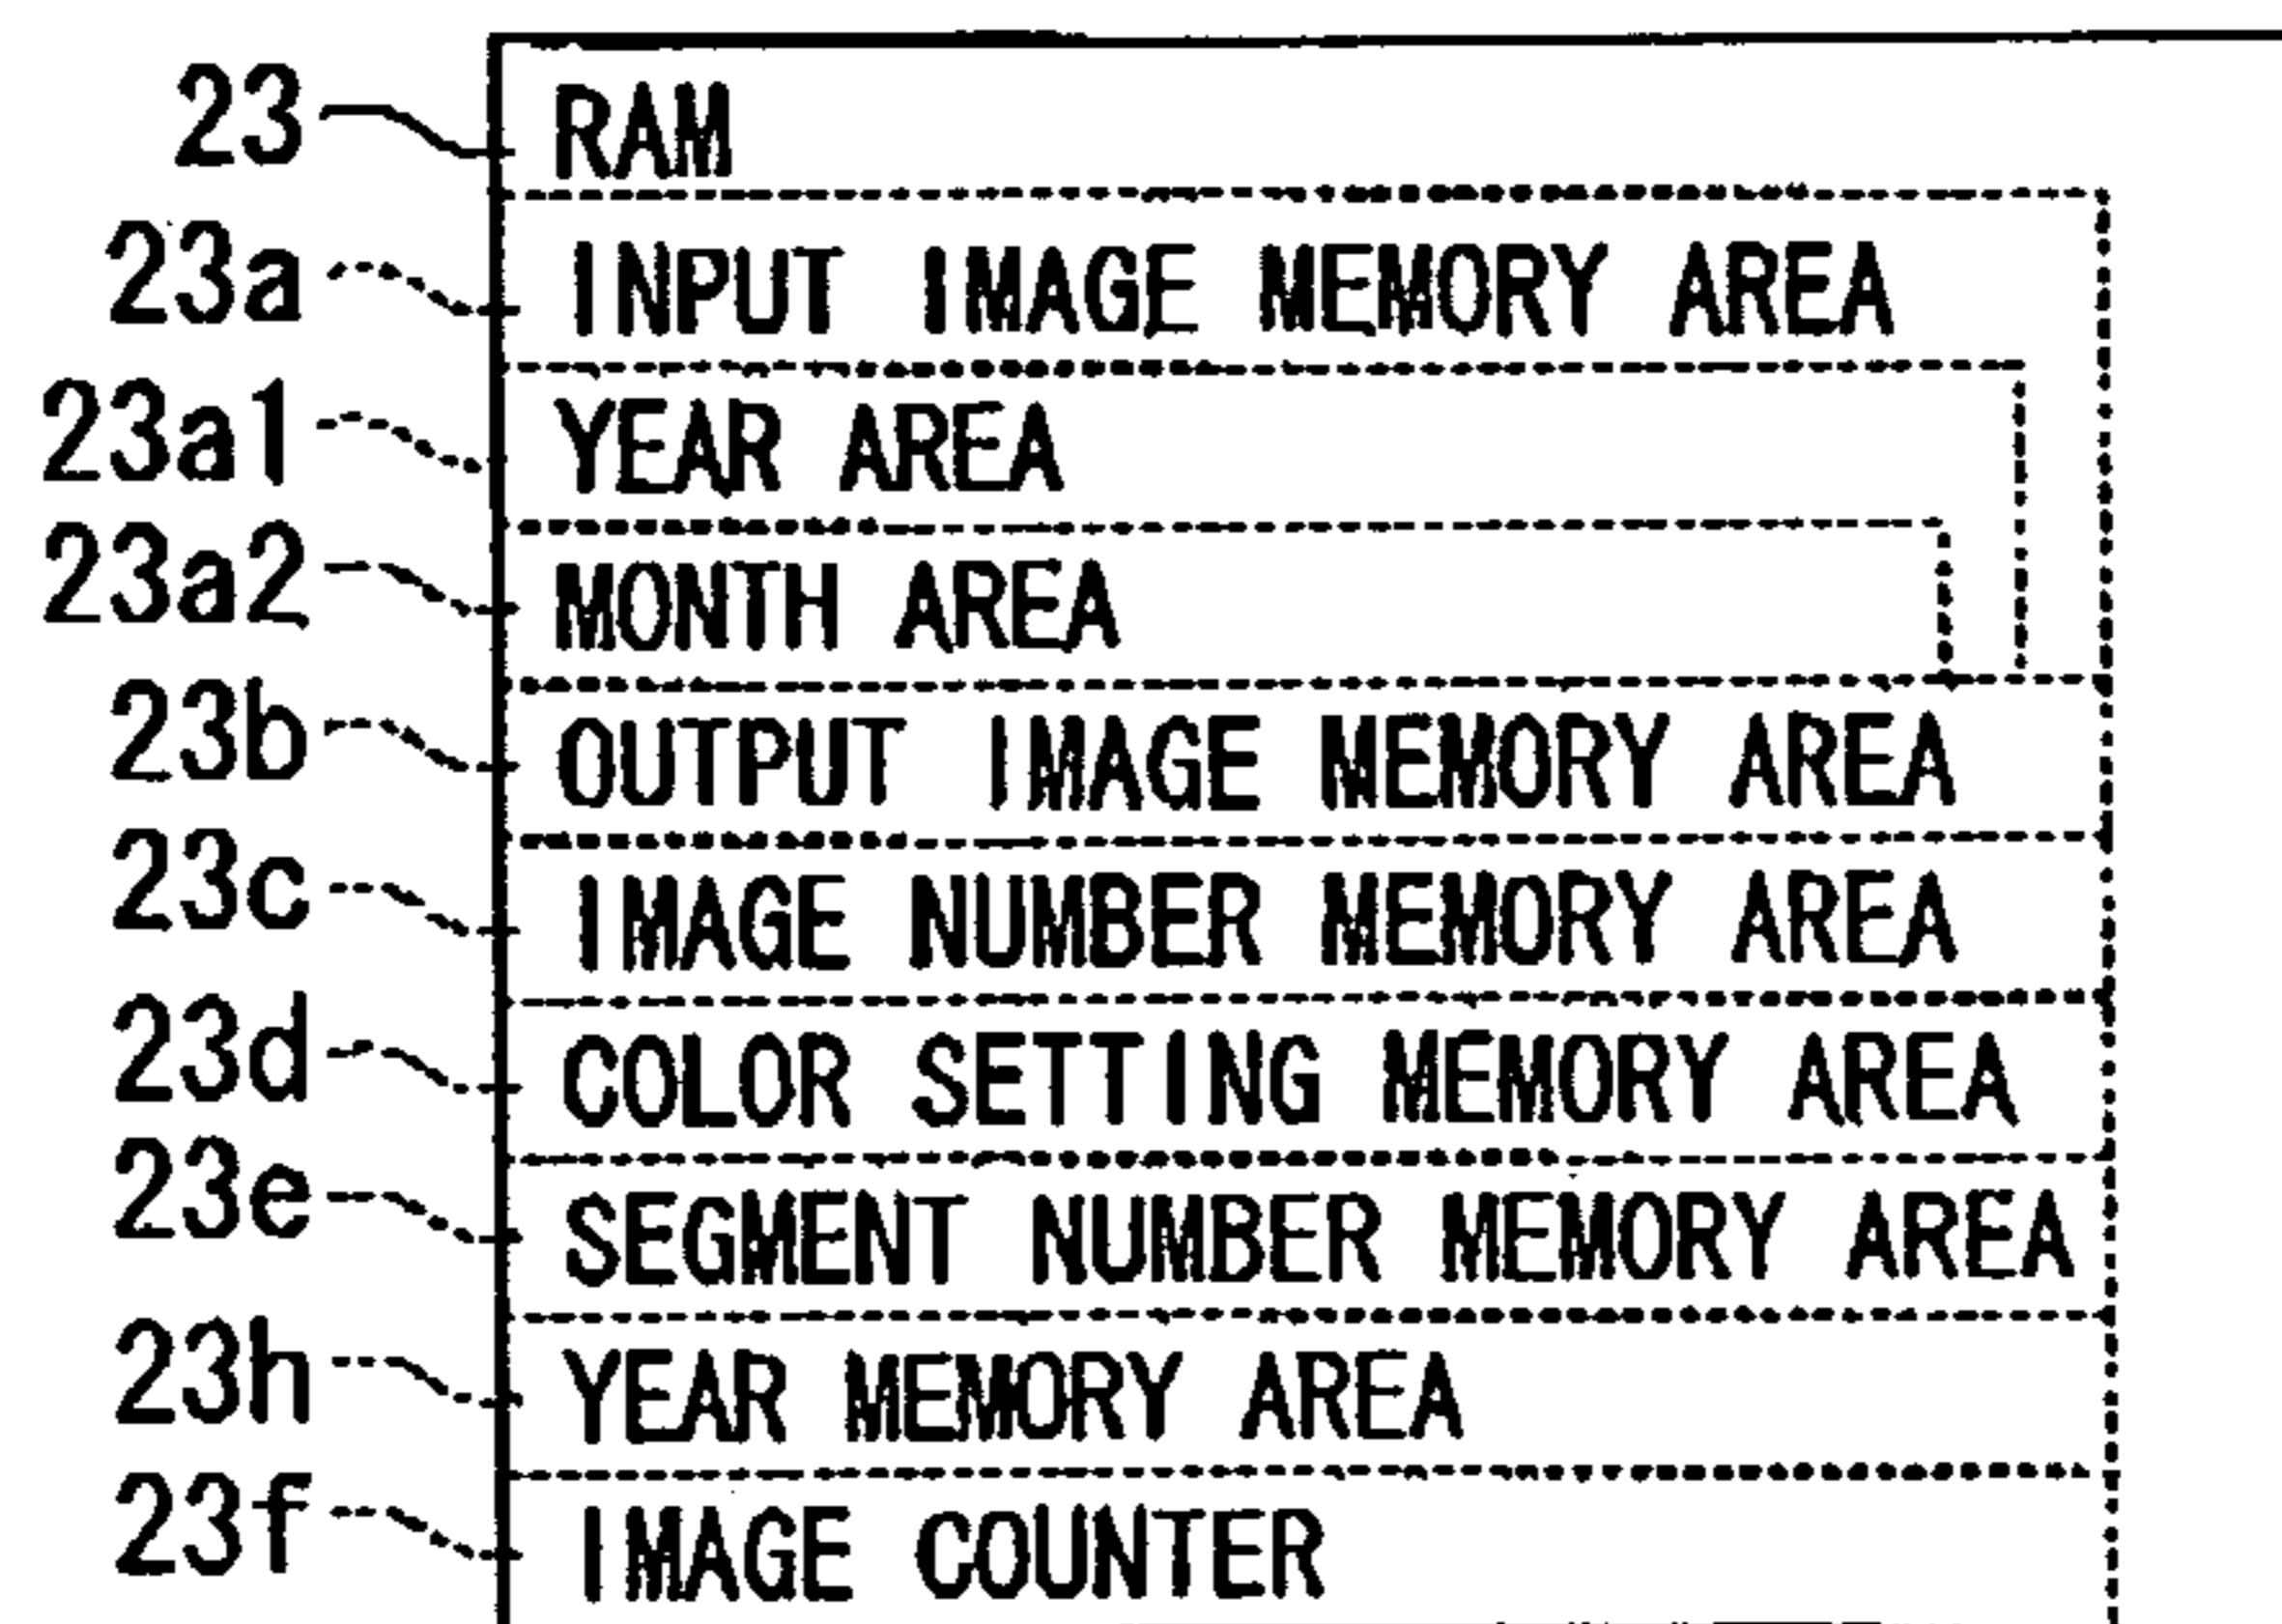 23 RAM
23a INPUT IMAGE MEMORY AREA
23a1 YEAR AREA
23a2 MONTH AREA
23b OUTPUT IMAGE MEMORY AREA
23c IMAGE NUMBER MEMORY AREA
23d COLOR SETTING MEMORY AREA
23e SEGMENT NUMBER MEMORY AREA
23h YEAR MEMORY AREA
23f IMAGE COUNTER